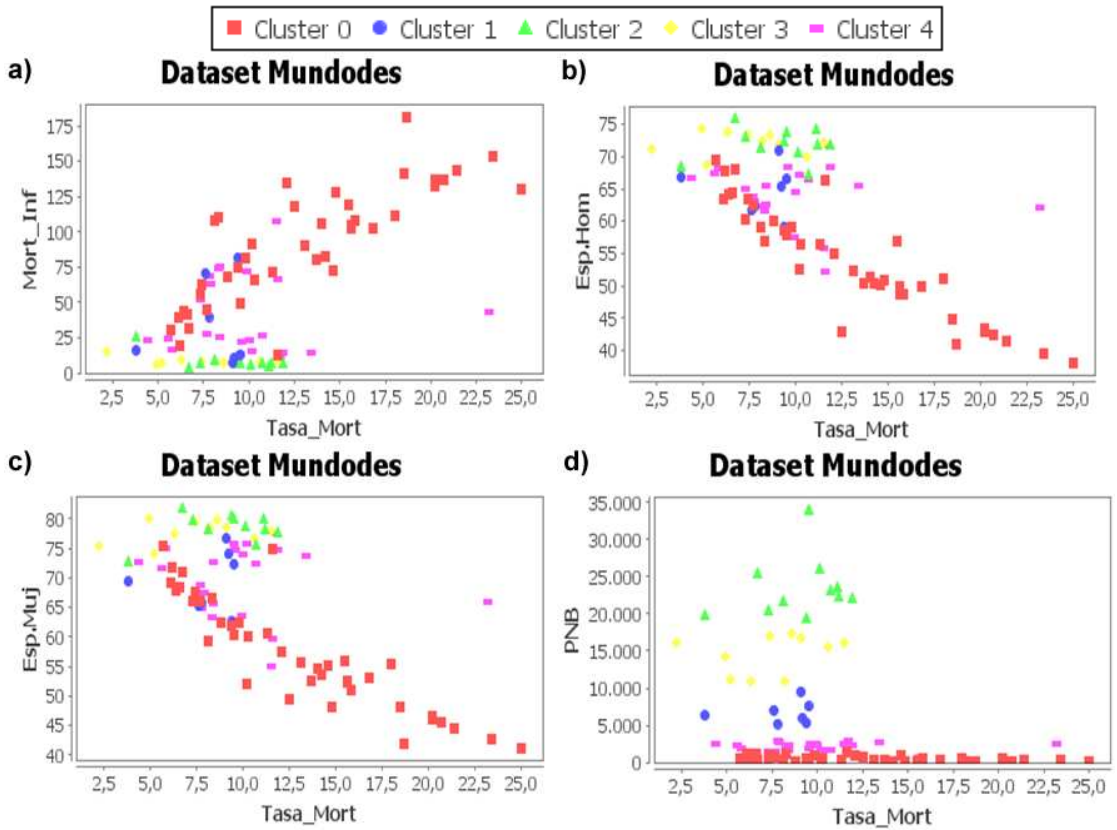 Cluster 0 Cluster 1 Cluster 2 Cluster 3 Cluster 4
a)
Dataset Mundodes
Mort_Inf
175
150
125
100
75
50
25
0
2,5 5,0 7,5 10,0 12,5 15,0 17,5 20,0 22,5 25,0
Tasa_Mort
b)
Dataset Mundodes
Esp.Hom
75
70
65
60
55
50
45
40
2,5 5,0 7,5 10,0 12,5 15,0 17,5 20,0 22,5 25,0
Tasa_Mort
c)
Dataset Mundodes
Esp.Muj
80
75
70
65
60
55
50
45
40
2,5 5,0 7,5 10,0 12,5 15,0 17,5 20,0 22,5 25,0
Tasa_Mort
d)
Dataset Mundodes
PNB
35.000
30.000
25.000
20.000
15.000
10.000
5.000
0
2,5 5,0 7,5 10,0 12,5 15,0 17,5 20,0 22,5 25,0
Tasa_Mort